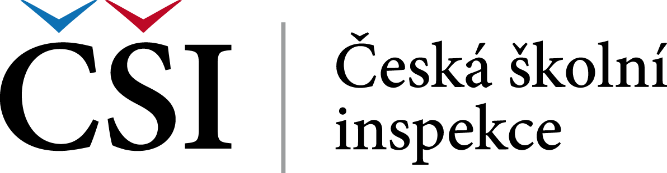 ČŠI
Česká školní
inspekce